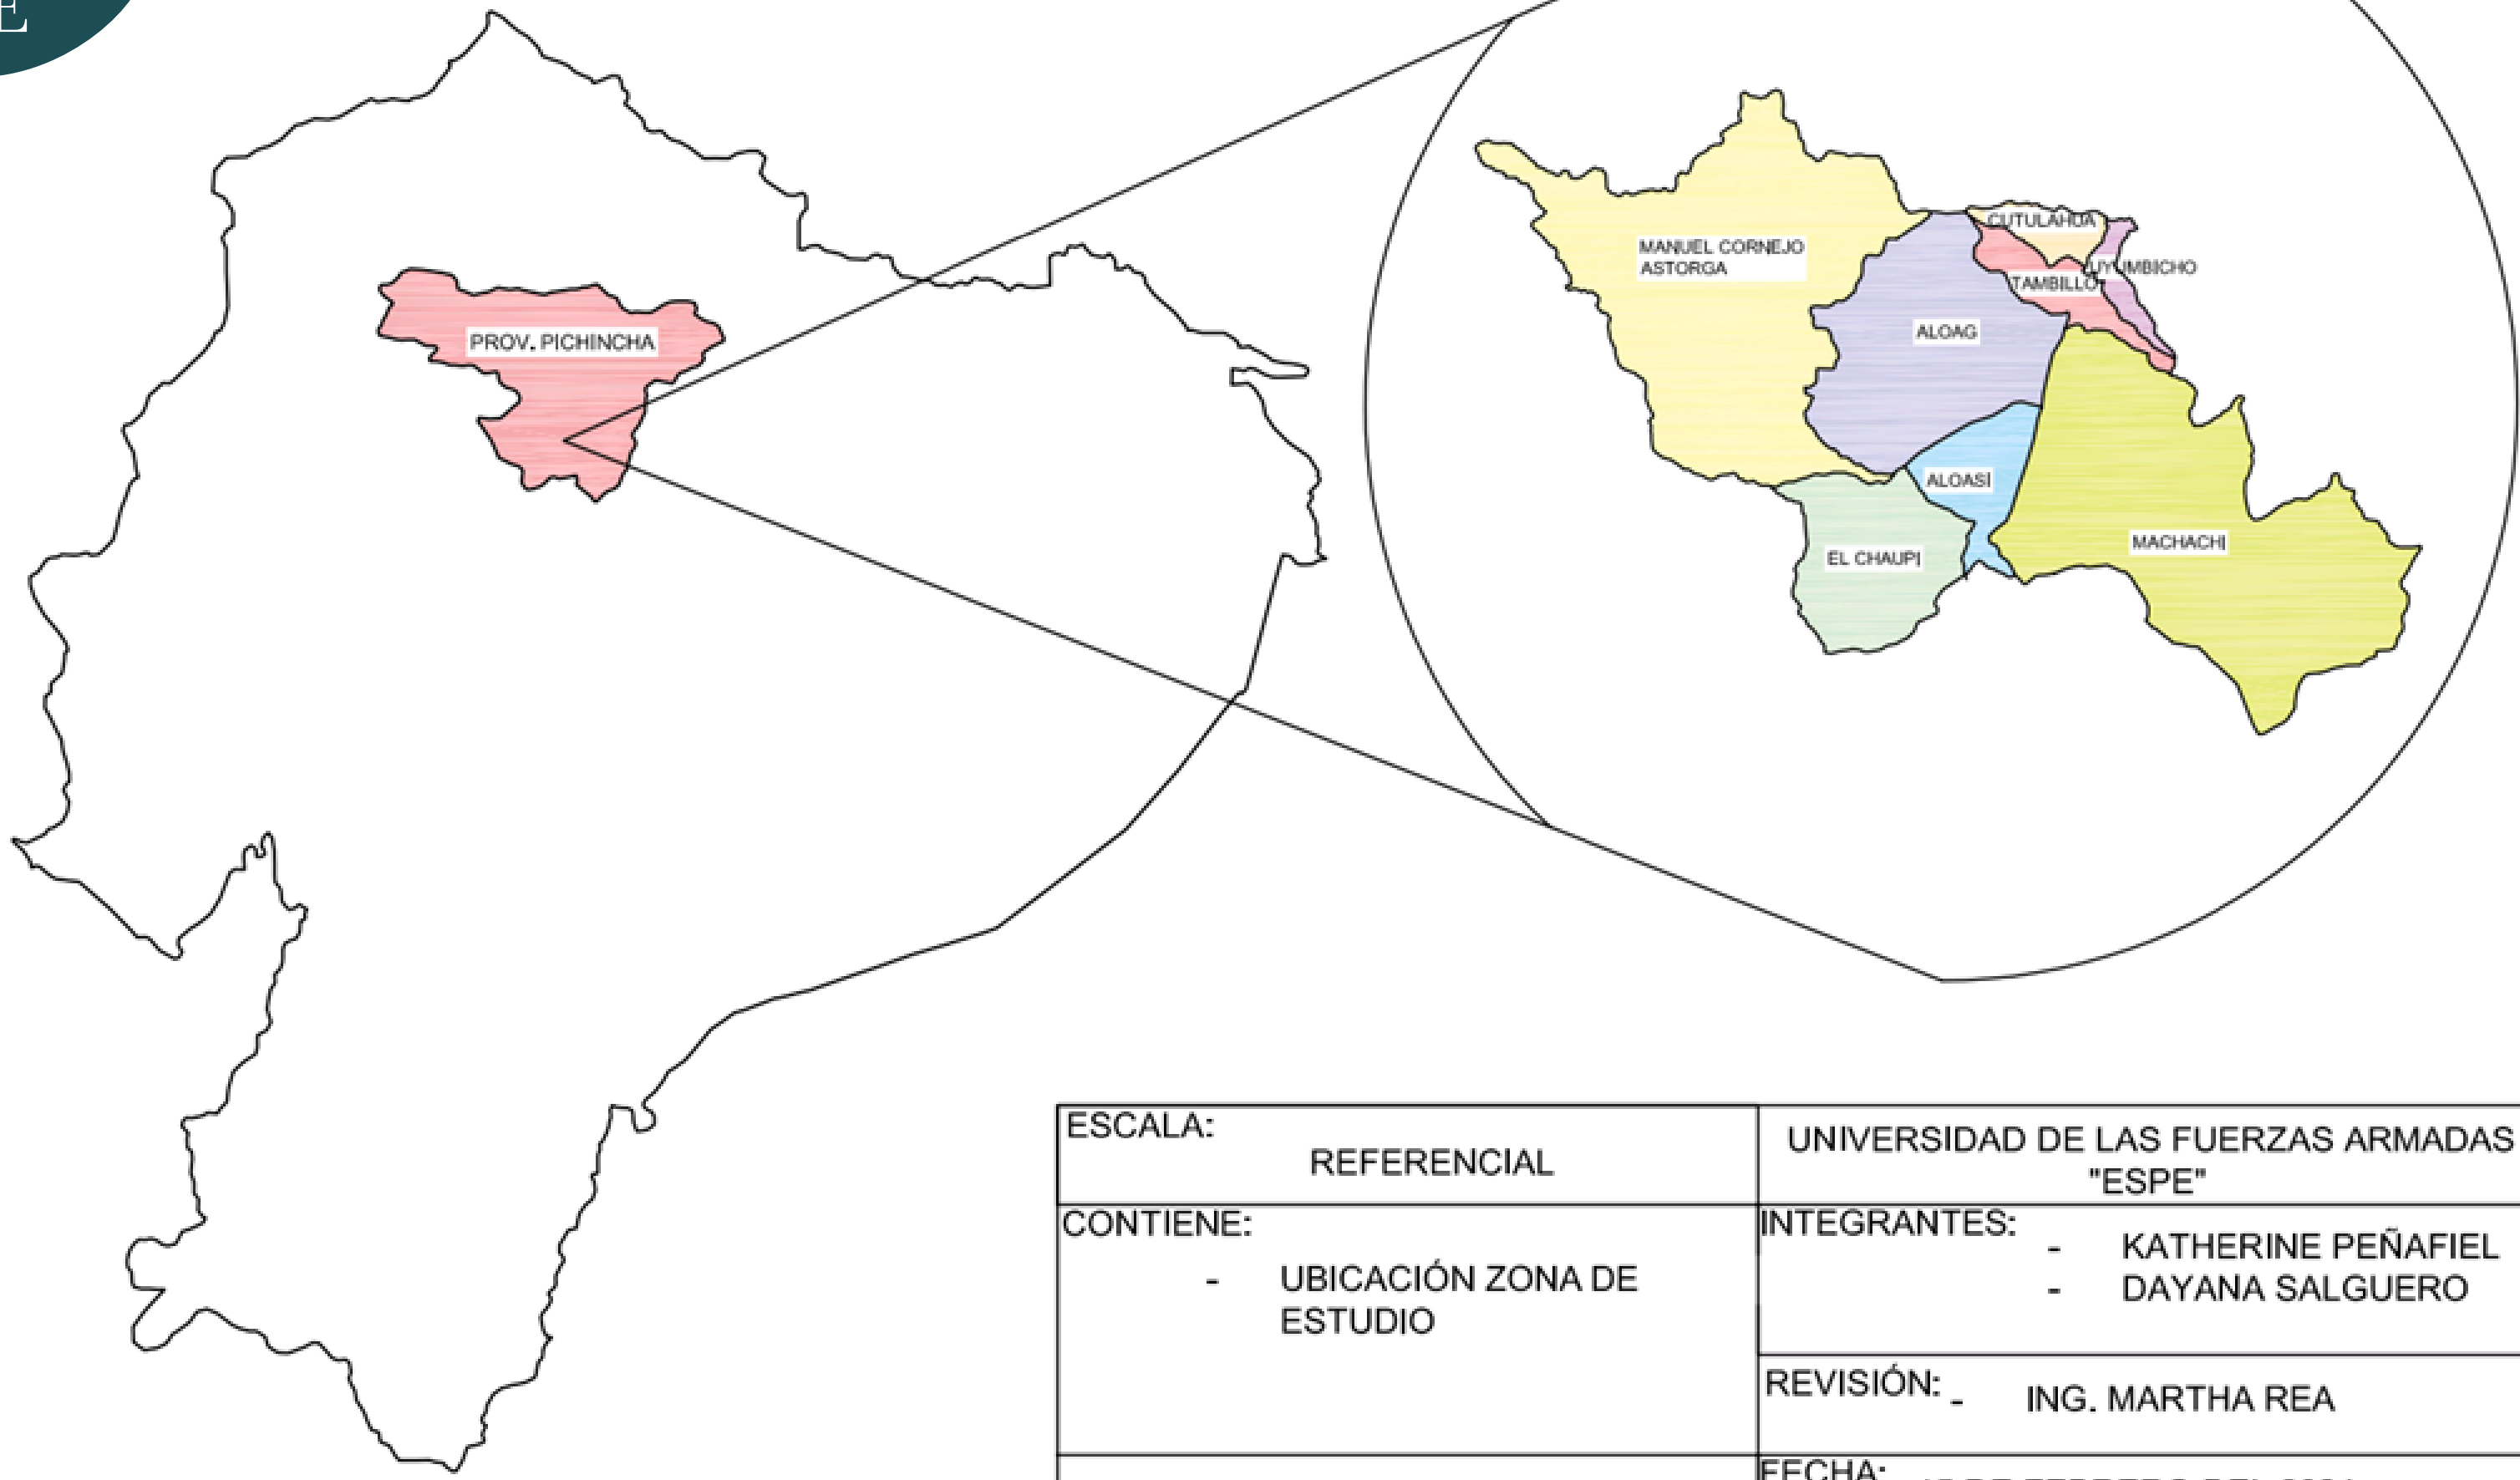 E
PROV. PICHINCHA
MANUEL CORNEJO
ASTORGA
CUTULAHUA
UYUMBICHO
TAMBILLO
ALOAG
ALOASÍ
EL CHAUPI
MACHACHI
ESCALA:
REFERENCIAL
UNIVERSIDAD DE LAS FUERZAS ARMADAS
"ESPE"
CONTIENE:
- UBICACIÓN ZONA DE
ESTUDIO
INTEGRANTES:
- KATHERINE PEÑAFIEL
- DAYANA SALGUERO
REVISIÓN:
- ING. MARTHA REA
FECHA: